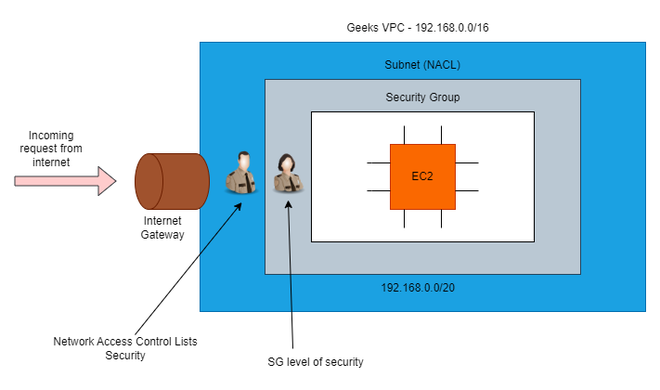 Geeks VPC - 192.168.0.0/16
Subnet (NACL)
Security Group
Incoming
request from
internet
EC2
Internet
Gateway
192.168.0.0/20
Network Access Control Lists
Security
SG level of security